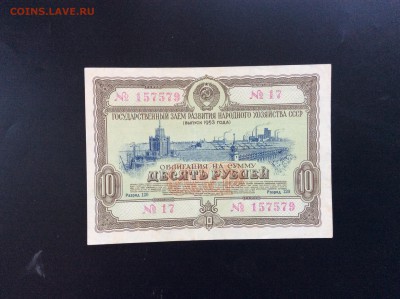 COINS.LAVE.RU
№ 157579 № 17
ГОСУДАРСТВЕННЫЙ ЗАЕМ РАЗВИТИЯ НАРОДНОГО ХОЗЯЙСТВА СССР
(ВЫПУСК 1953 ГОДА)
ОБЛИГАЦИЯ НА СУММУ
ДЕСЯТЬ РУБЛЕЙ
10 10
№ 17 № 157579